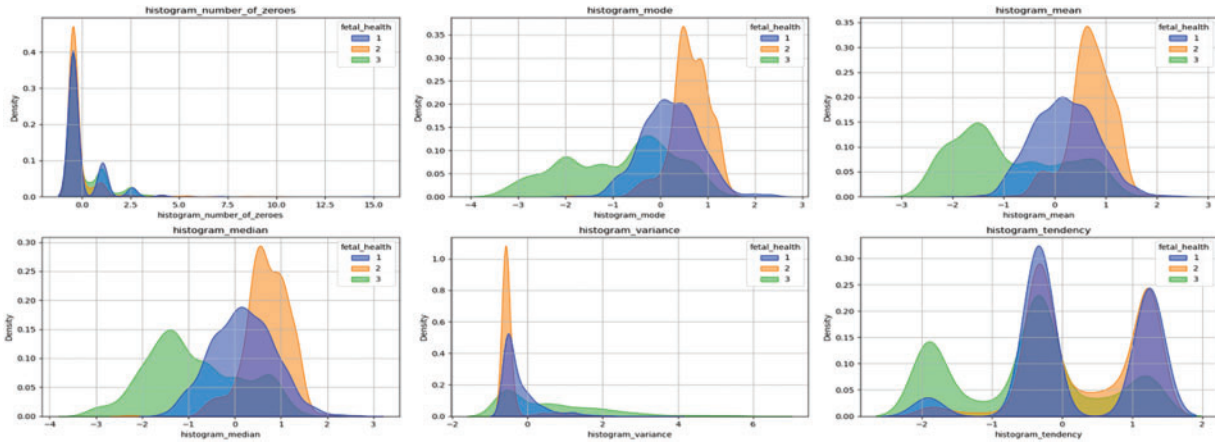 histogram_number_of_zeroes
fetal_health
1
2
3
Density
0.4
0.3
0.2
0.1
0.0
0.0 2.5 5.0 7.5 10.0 12.5 15.0
histogram_number_of_zeroes
histogram_mode
fetal_health
1
2
3
Density
0.35
0.30
0.25
0.20
0.15
0.10
0.05
0.00
−4 −3 −2 −1 0 1 2 3
histogram_mode
histogram_mean
fetal_health
1
2
3
Density
0.35
0.30
0.25
0.20
0.15
0.10
0.05
0.00
−3 −2 −1 0 1 2 3
histogram_mean
histogram_median
fetal_health
1
2
3
Density
0.30
0.25
0.20
0.15
0.10
0.05
0.00
−4 −3 −2 −1 0 1 2 3
histogram_median
histogram_variance
fetal_health
1
2
3
Density
1.0
0.8
0.6
0.4
0.2
0.0
−2 0 2 4 6
histogram_variance
histogram_tendency
fetal_health
1
2
3
Density
0.30
0.25
0.20
0.15
0.10
0.05
0.00
−2 −1 0 1 2
histogram_tendency